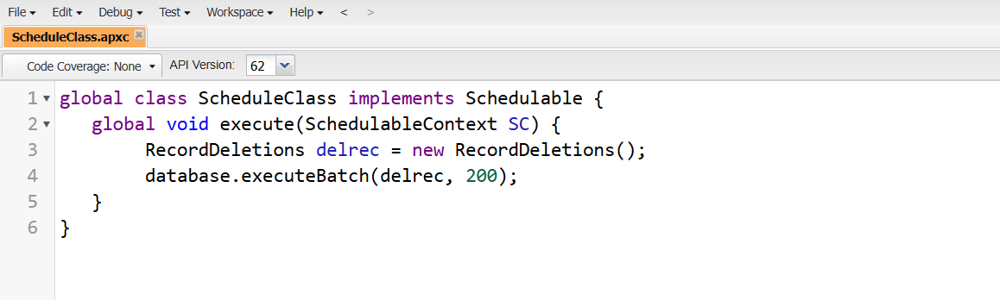 File Edit Debug Test Workspace Help < >
ScheduleClass.apxc
Code Coverage: None API Version: 62
1 global class ScheduleClass implements Schedulable {
2 global void execute(SchedulableContext SC) {
3 RecordDeletions delrec = new RecordDeletions();
4 database.executeBatch(delrec, 200);
5 }
6 }